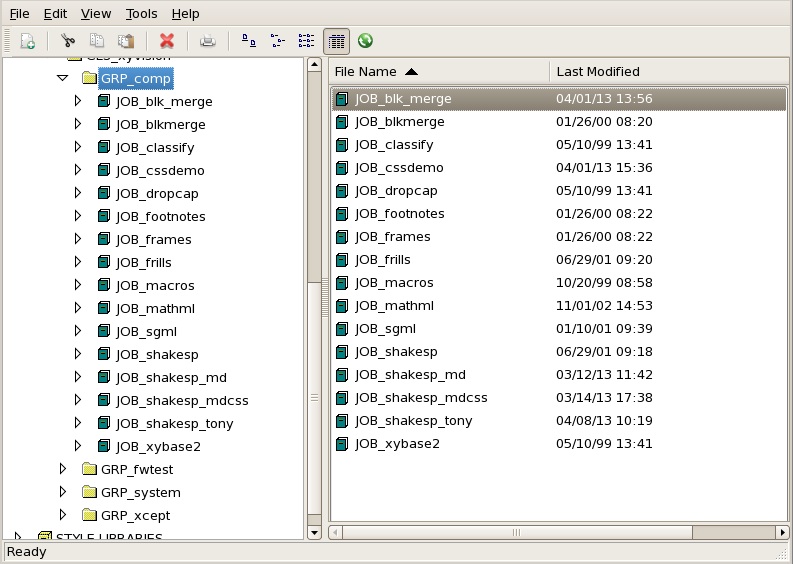 File Edit View Tools Help
GRP_comp
JOB_blk_merge
JOB_blkmerge
JOB_classify
JOB_cssdemo
JOB_dropcap
JOB_footnotes
JOB_frames
JOB_frills
JOB_macros
JOB_mathml
JOB_sgml
JOB_shakesp
JOB_shakesp_md
JOB_shakesp_mdcss
JOB_shakesp_tony
JOB_xybase2
GRP_fwtest
GRP_system
GRP_xcept
STYLE LIBRARIES
File Name Last Modified
JOB_blk_merge 04/01/13 13:56
JOB_blkmerge 01/26/00 08:20
JOB_classify 05/10/99 13:41
JOB_cssdemo 04/01/13 15:36
JOB_dropcap 05/10/99 13:41
JOB_footnotes 01/26/00 08:22
JOB_frames 01/26/00 08:22
JOB_frills 06/29/01 09:20
JOB_macros 10/20/99 08:58
JOB_mathml 11/01/02 14:53
JOB_sgml 01/10/01 09:39
JOB_shakesp 06/29/01 09:18
JOB_shakesp_md 03/12/13 11:42
JOB_shakesp_mdcss 03/14/13 17:38
JOB_shakesp_tony 04/08/13 10:19
JOB_xybase2 05/10/99 13:41
Ready